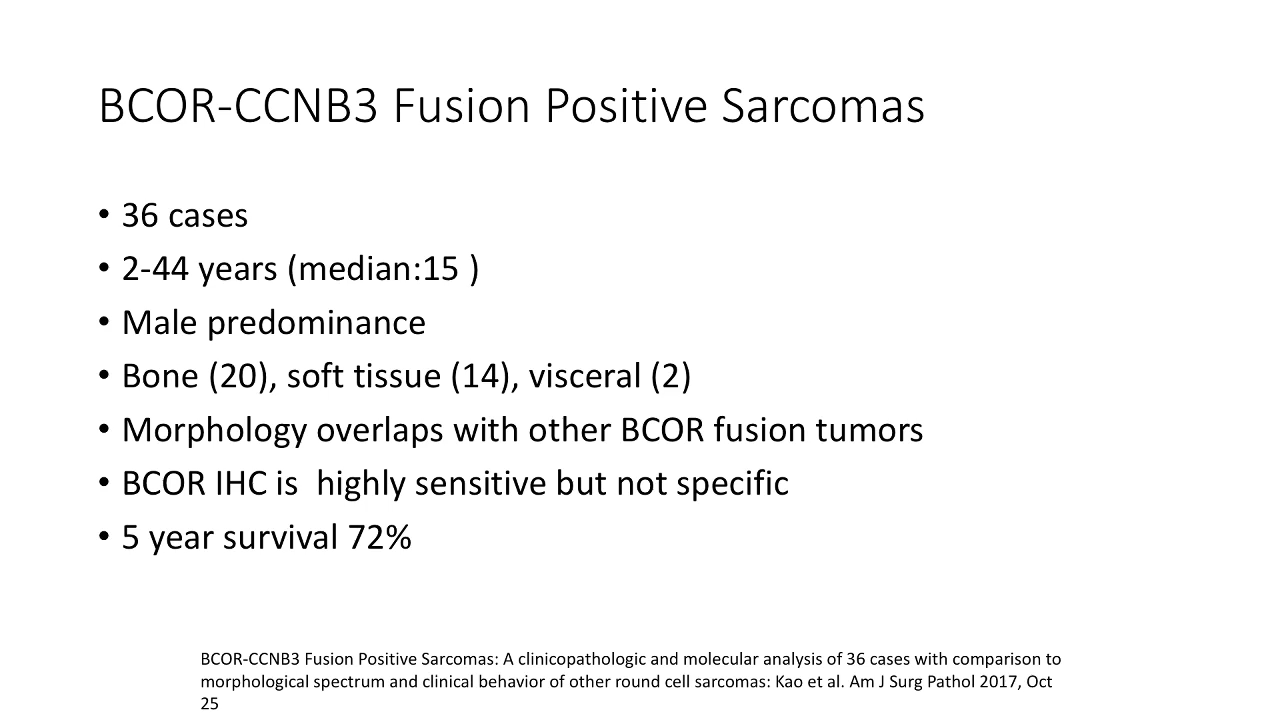 BCOR-CCNB3 Fusion Positive Sarcomas
• 36 cases
• 2-44 years (median:15 )
• Male predominance
• Bone (20), soft tissue (14), visceral (2)
• Morphology overlaps with other BCOR fusion tumors
• BCOR IHC is  highly sensitive but not specific
• 5 year survival 72%
BCOR-CCNB3 Fusion Positive Sarcomas: A clinicopathologic and molecular analysis of 36 cases with comparison to
morphological spectrum and clinical behavior of other round cell sarcomas: Kao et al. Am J Surg Pathol 2017, Oct
25